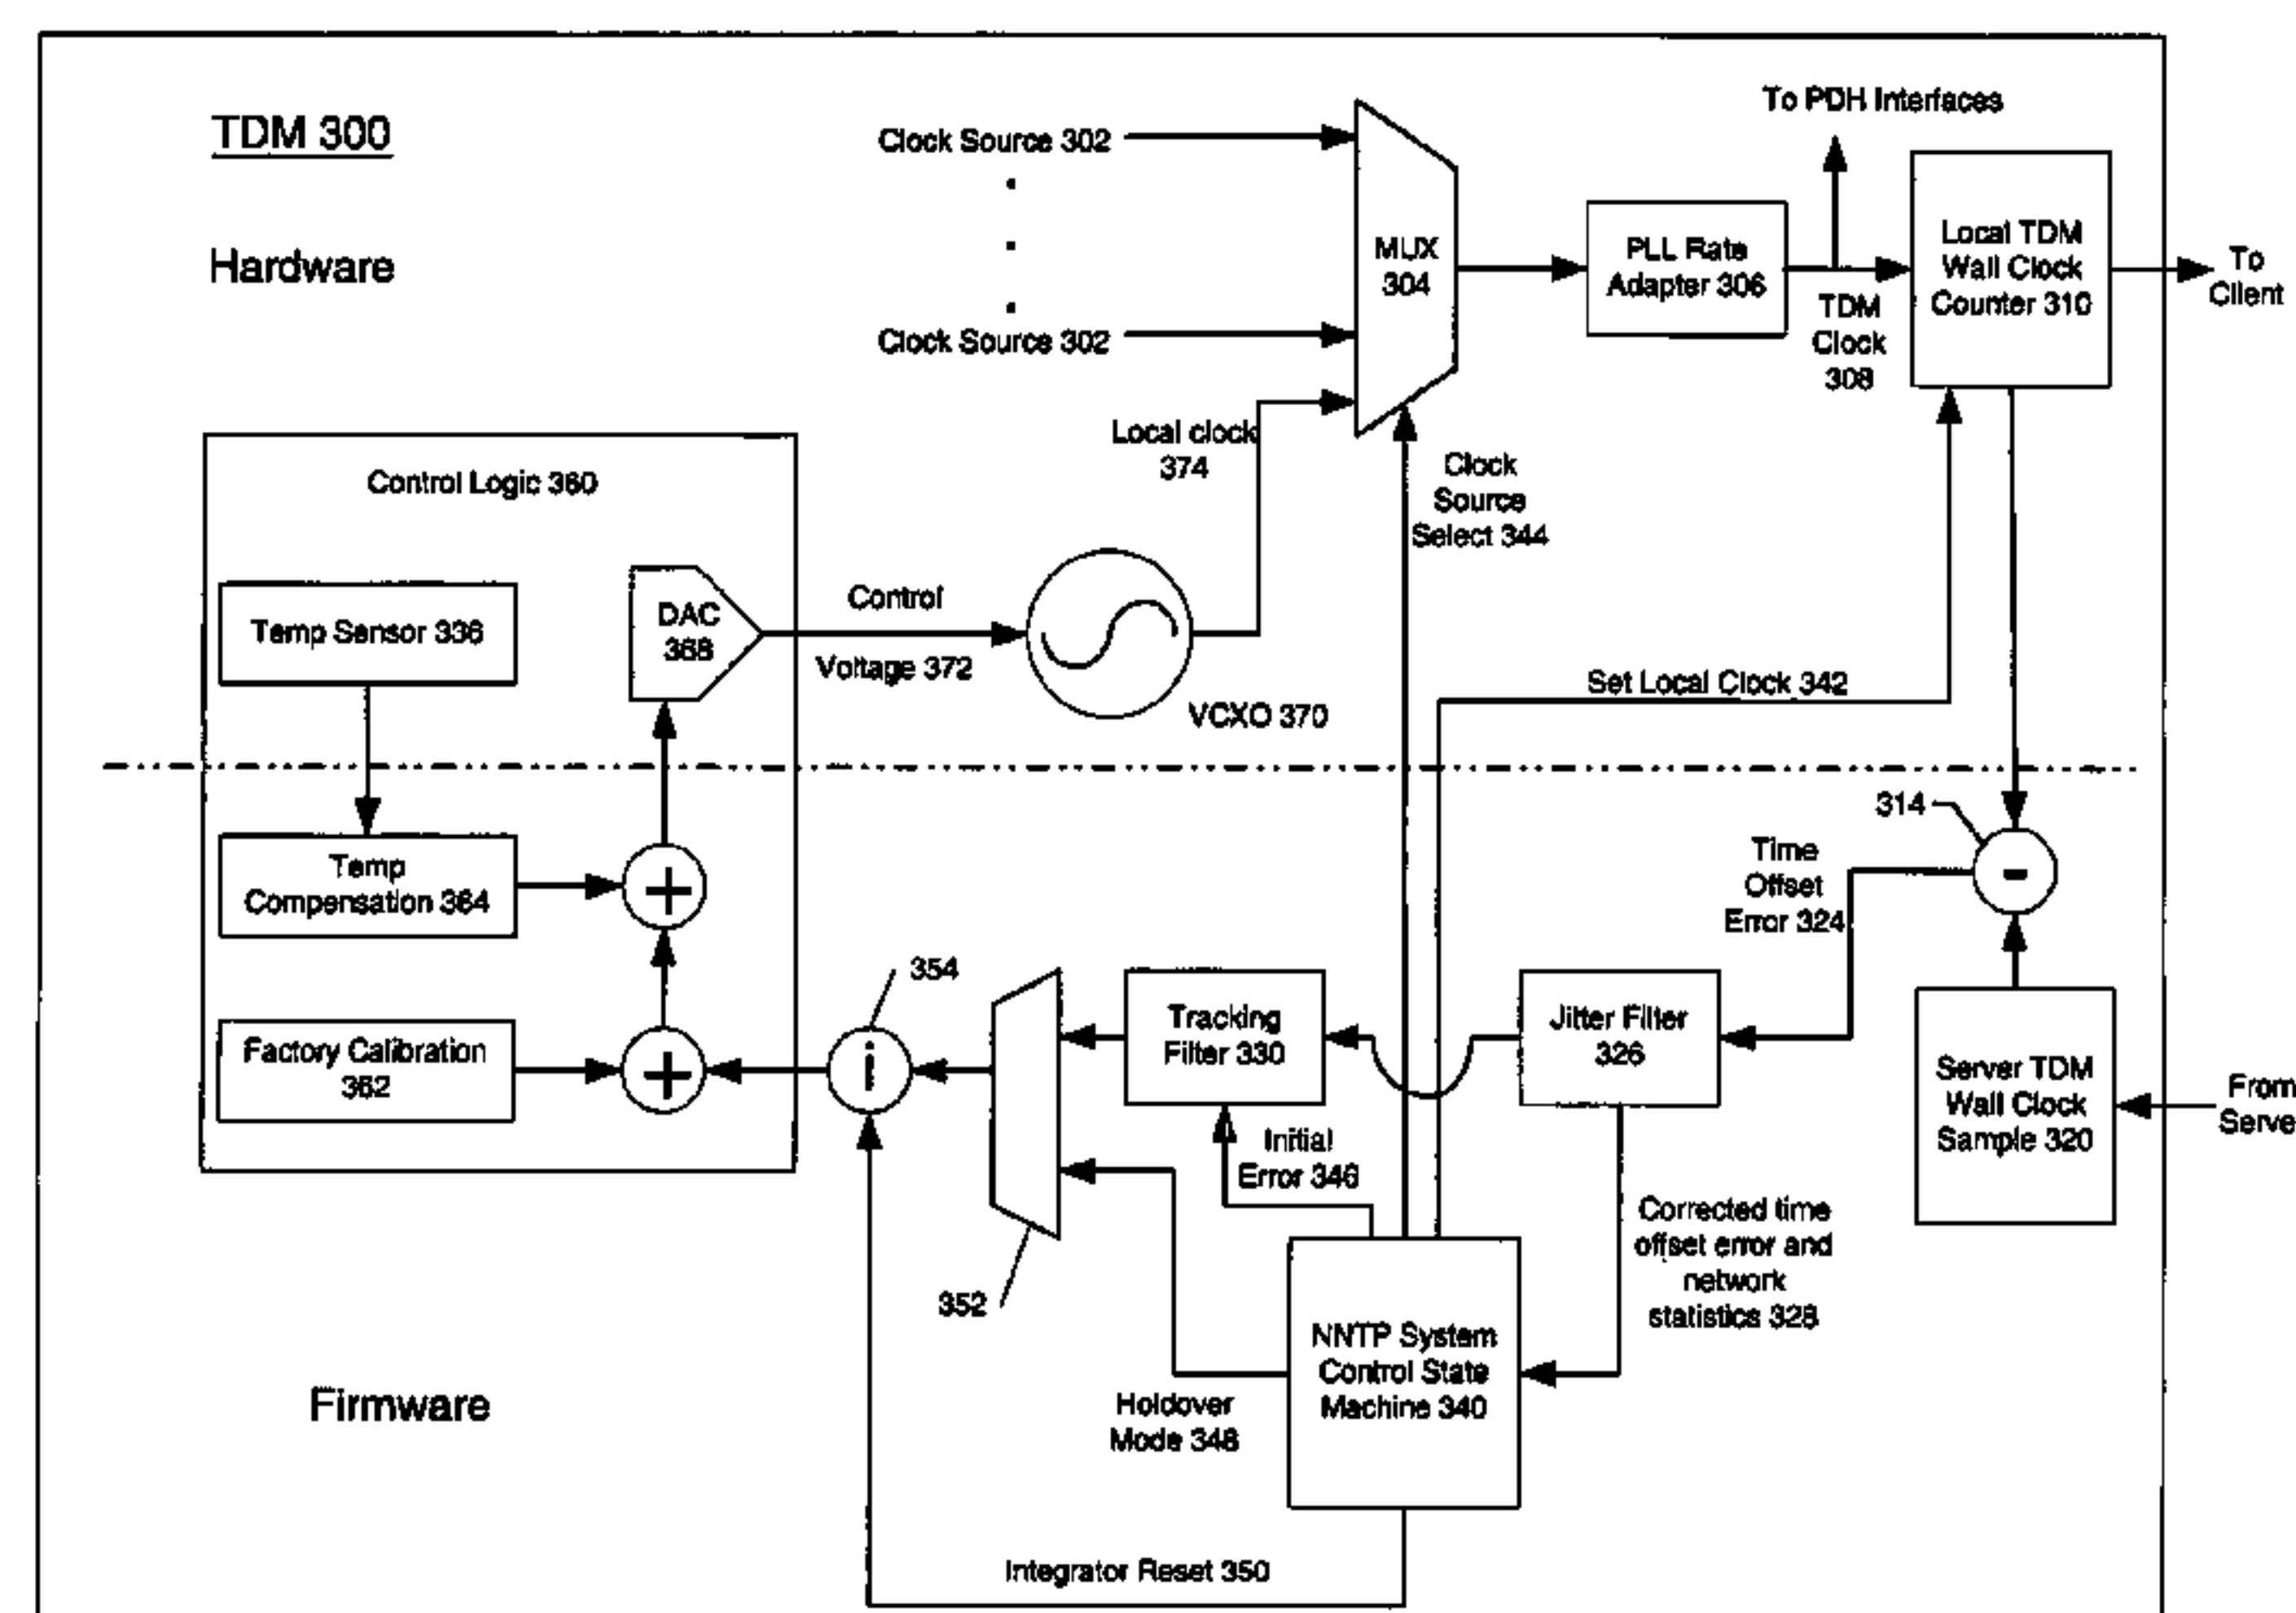 TDM 300
Hardware
Clock Source 302
Clock Source 302
MUX
304
PLL Rate
Adapter 306
To PDH Interfaces
TDM
Clock
308
Local TDM
Wall Clock
Counter 310
To
Client
Local clock
374
Clock
Source
Select 344
Control Logic 360
Temp Sensor 336
DAC
368
Control
Voltage 372
VCXO 370
Set Local Clock 342
314
Temp
Compensation 364
+
Time
Offset
Error 324
-
354
Factory Calibration
362
+
i
Tracking
Filter 330
Jitter Filter
326
Server TDM
Wall Clock
Sample 320
From
Serve
Initial
Error 346
352
Corrected time
offset error and
network
statistics 328
NNTP System
Control State
Machine 340
Holdover
Mode 348
Firmware
Integrator Reset 350